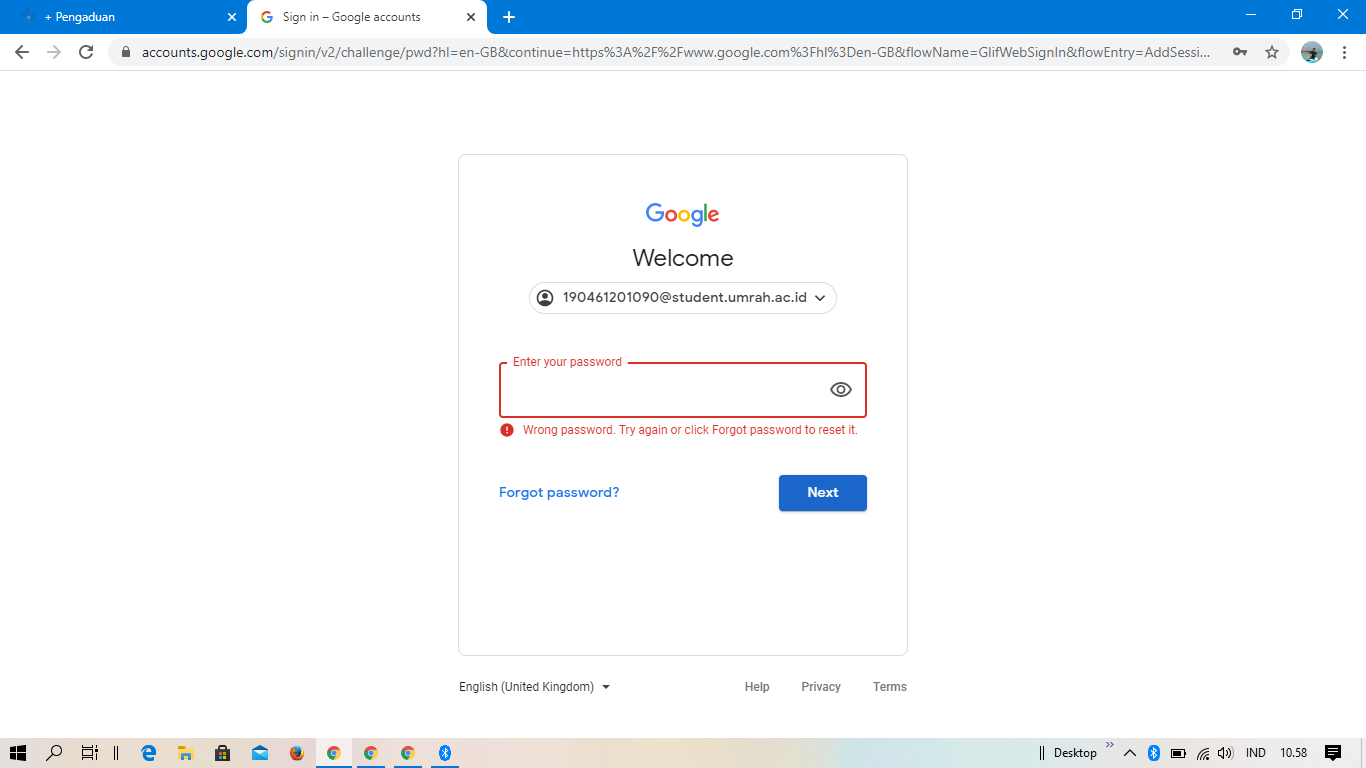 + Pengaduan
Sign in – Google accounts
accounts.google.com/signin/v2/challenge/pwd?hl=en-GB&continue=https%3A%2F%2Fwww.google.com%3Fhl%3Den-GB&flowName=GlifWebSignIn&flowEntry=AddSessi...
Google
Welcome
190461201090@student.umrah.ac.id
Enter your password
Wrong password. Try again or click Forgot password to reset it.
Forgot password?
Next
English (United Kingdom)
Help
Privacy
Terms
Desktop
IND
10.58